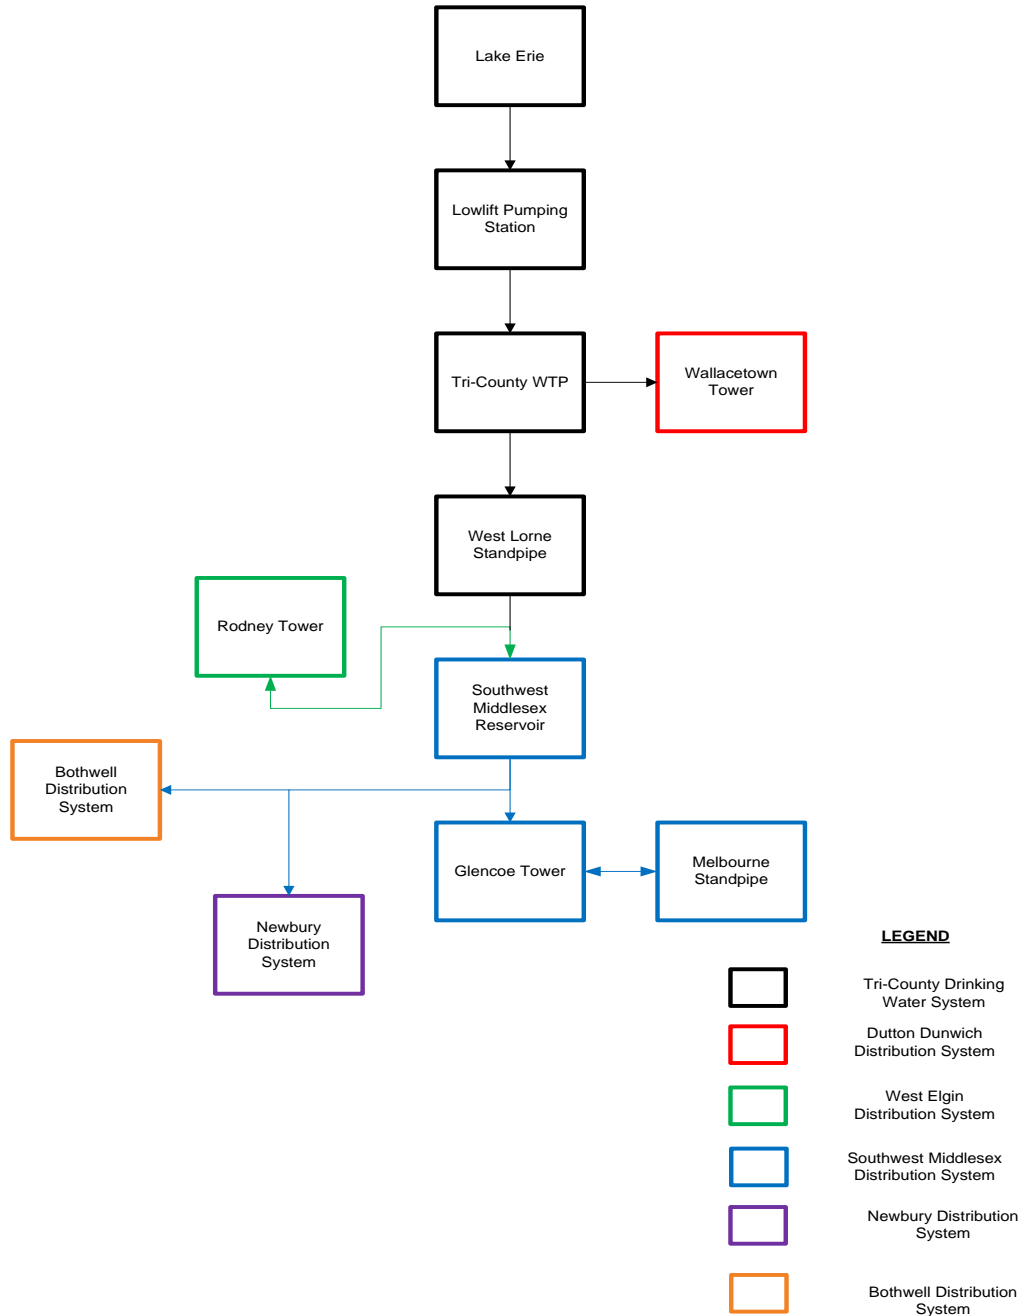 Lake Erie
Lowlift Pumping
Station
Tri-County WTP
Wallacetown
Tower
West Lorne
Standpipe
Rodney Tower
Southwest
Middlesex
Reservoir
Bothwell
Distribution
System
Glencoe Tower
Melbourne
Standpipe
Newbury
Distribution
System
LEGEND
Tri-County Drinking
Water System
Dutton Dunwich
Distribution System
West Elgin
Distribution System
Southwest Middlesex
Distribution System
Newbury Distribution
System
Bothwell Distribution
System